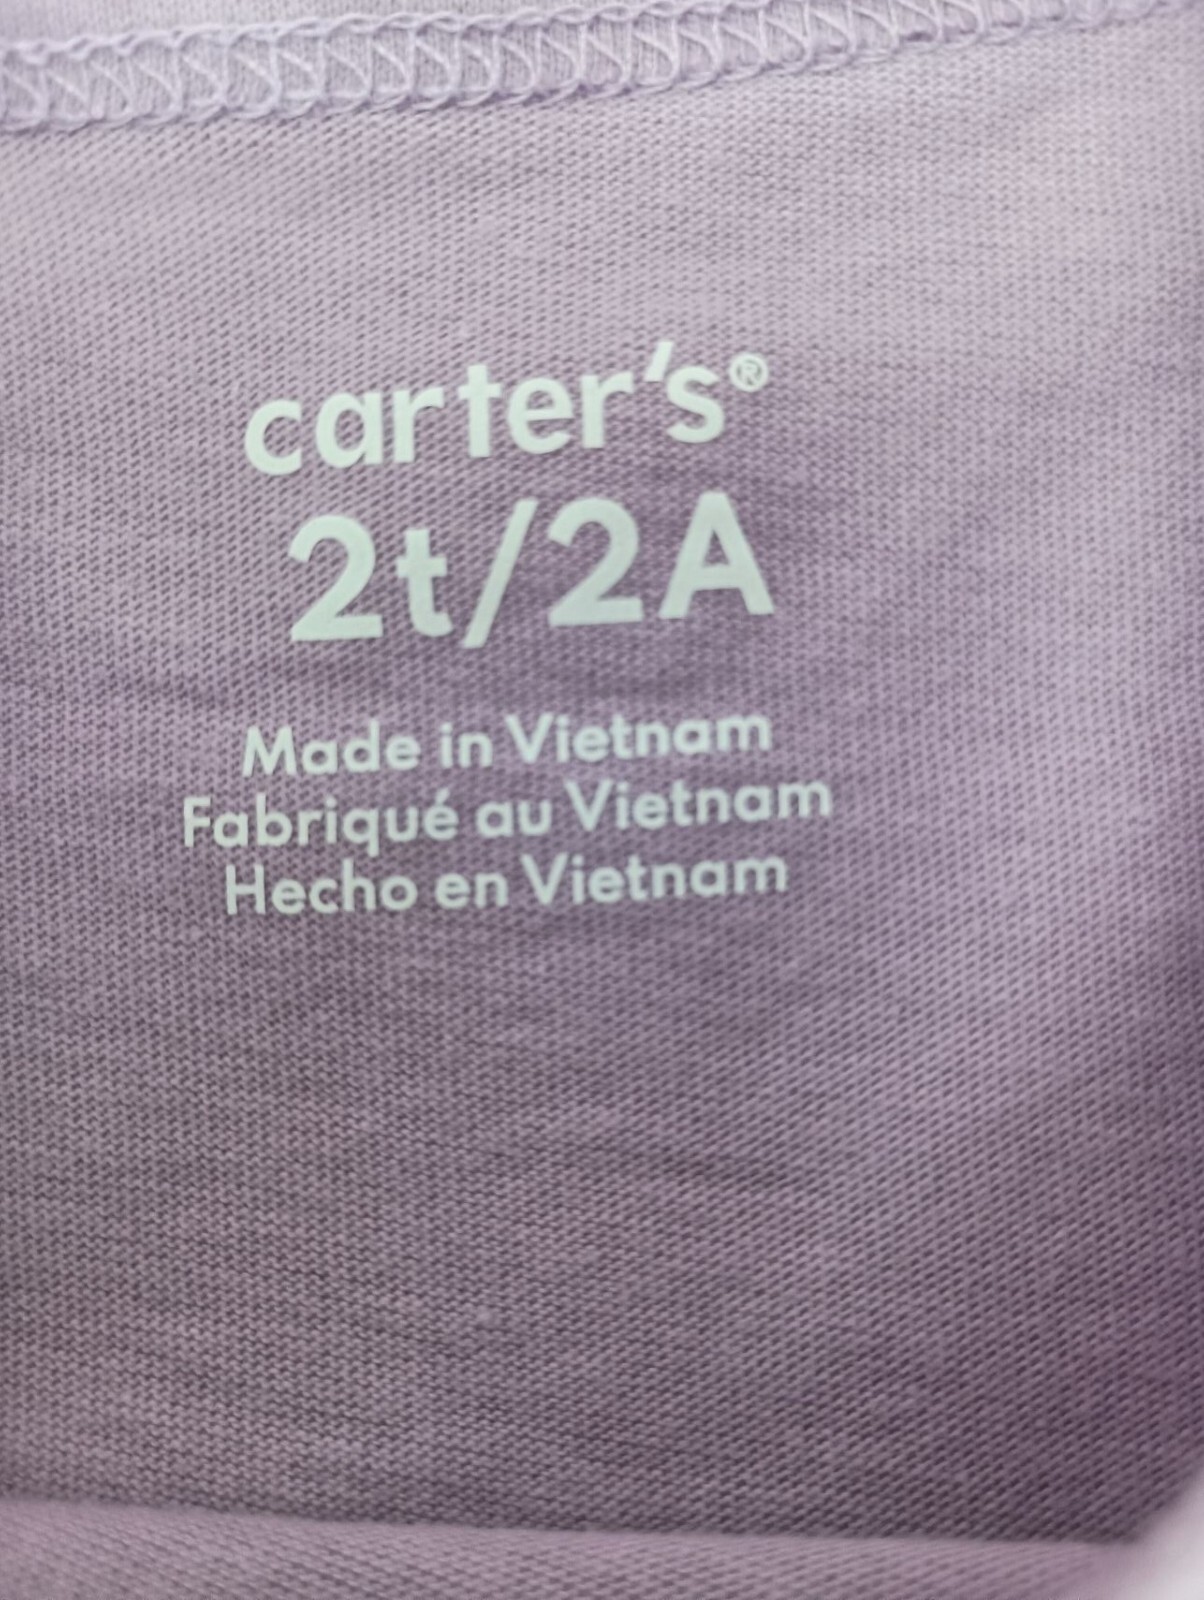 carter's®
2t/2A
Made in Vietnam
Fabriqué au Vietnam
Hecho en Vietnam